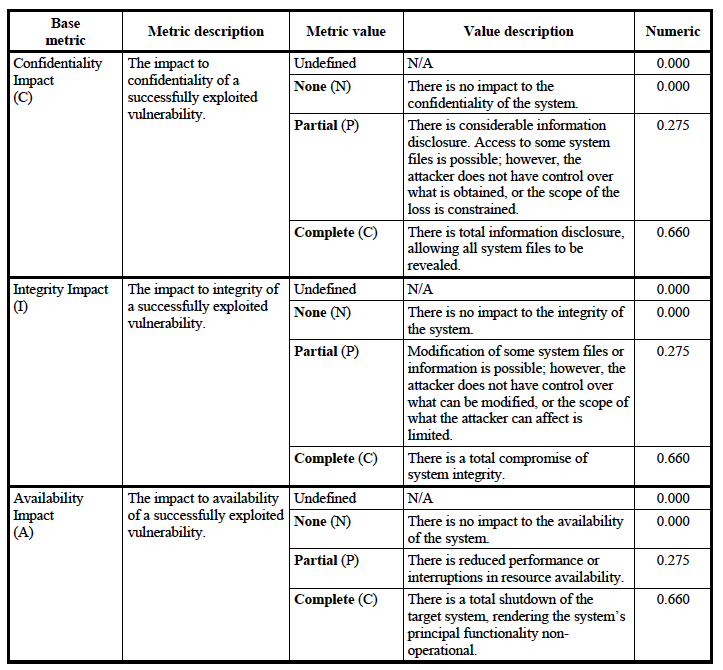 Base
metric
Metric description
Metric value
Value description
Numeric
Confidentiality
Impact
(C)
The impact to
confidentiality of a
successfully exploited
vulnerability.
Undefined
N/A
0.000
None (N)
There is no impact to the
confidentiality of the system.
0.000
Partial (P)
There is considerable information
disclosure. Access to some system
files is possible; however, the
attacker does not have control over
what is obtained, or the scope of the
loss is constrained.
0.275
Complete (C)
There is total information disclosure,
allowing all system files to be
revealed.
0.660
Integrity Impact
(I)
The impact to integrity of
a successfully exploited
vulnerability.
Undefined
N/A
0.000
None (N)
There is no impact to the integrity of
the system.
0.000
Partial (P)
Modification of some system files or
information is possible; however, the
attacker does not have control over
what can be modified, or the scope of
what the attacker can affect is
limited.
0.275
Complete (C)
There is a total compromise of
system integrity.
0.660
Availability
Impact
(A)
The impact to availability
of a successfully exploited
vulnerability.
Undefined
N/A
0.000
None (N)
There is no impact to the availability
of the system.
0.000
Partial (P)
There is reduced performance or
interruptions in resource availability.
0.275
Complete (C)
There is a total shutdown of the
target system, rendering the system’s
principal functionality non-
operational.
0.660